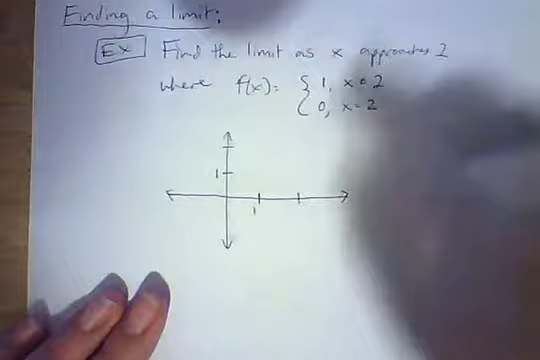 Finding a limit:
Ex Find the limit as x approaches 2
where f(x) = { 1, x ≠ 2
0, x = 2
1
1